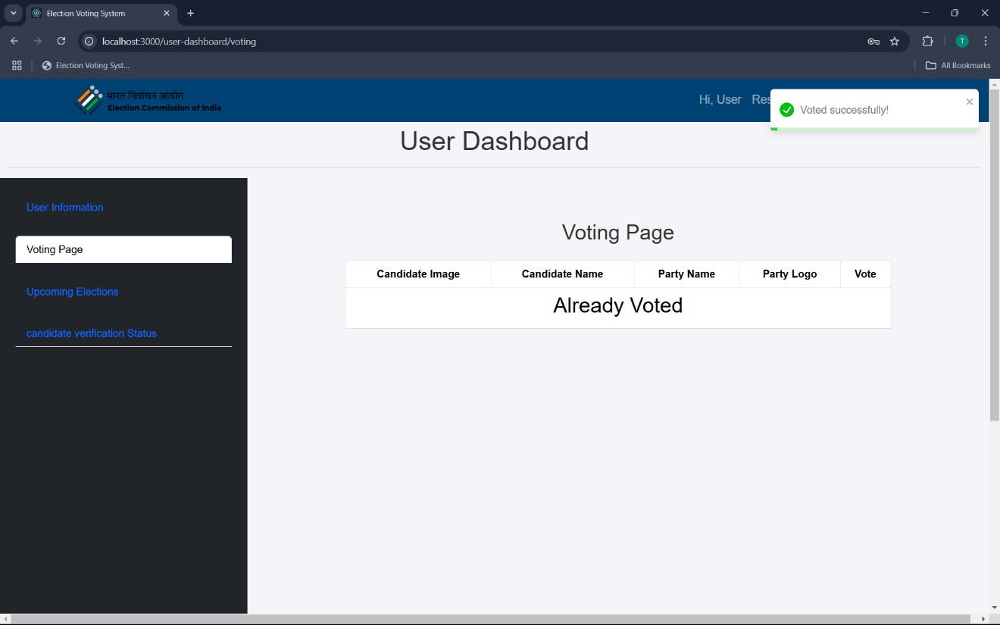 Election Voting System
localhost:3000/user-dashboard/voting
T
Election Voting Syst...
All Bookmarks
भारत निर्वाचन आयोग
Election Commission of India
Hi, User
Voted successfully!
User Dashboard
User Information
Voting Page
Upcoming Elections
candidate verification Status
Voting Page
Candidate Image Candidate Name Party Name Party Logo Vote
Already Voted